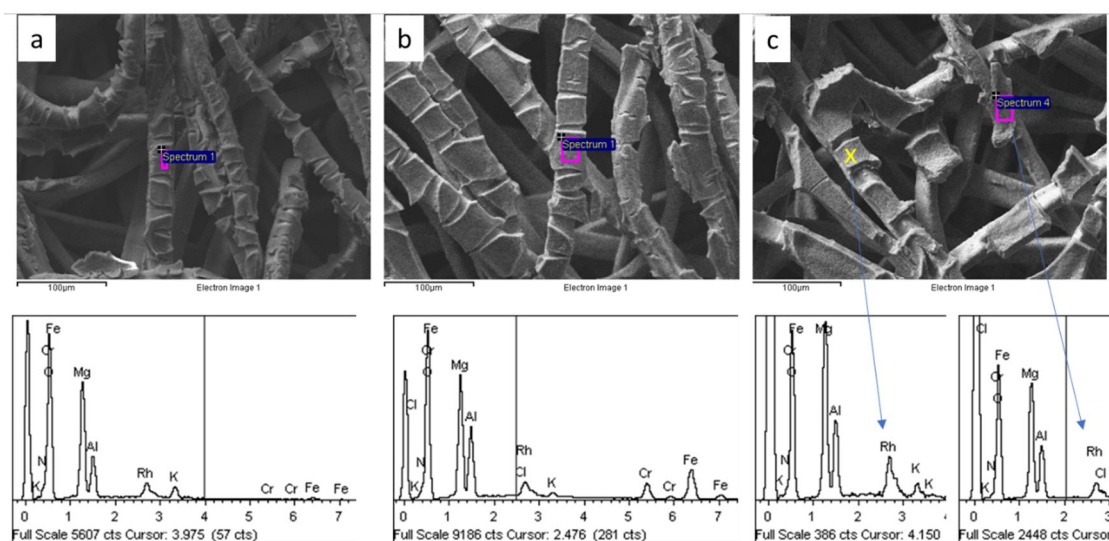 a
b
c
Spectrum 1
Spectrum 1
Spectrum 4
X
100µm
Electron Image 1
100µm
Electron Image 1
100µm
Electron Image 1
Fe
Cr
O
Mg
Al
N
K
Rh
K
Cr
Cr
Fe
Fe
0 1 2 3 4 5 6 7
Full Scale 5607 cts Cursor: 3.975 (57 cts)
Fe
Cr
O
Cl
Mg
Al
N
K
Rh
Cl
K
Cr
Cr
Fe
Fe
0 1 2 3 4 5 6 7
Full Scale 9186 cts Cursor: 2.476 (281 cts)
Fe
Cr
O
Mg
Al
N
K
Rh
K
K
0 1 2 3
Full Scale 386 cts Cursor: 4.150
Cl
Fe
Cr
O
Mg
Al
N
K
Rh
Cl
0 1 2
Full Scale 2448 cts Cursor